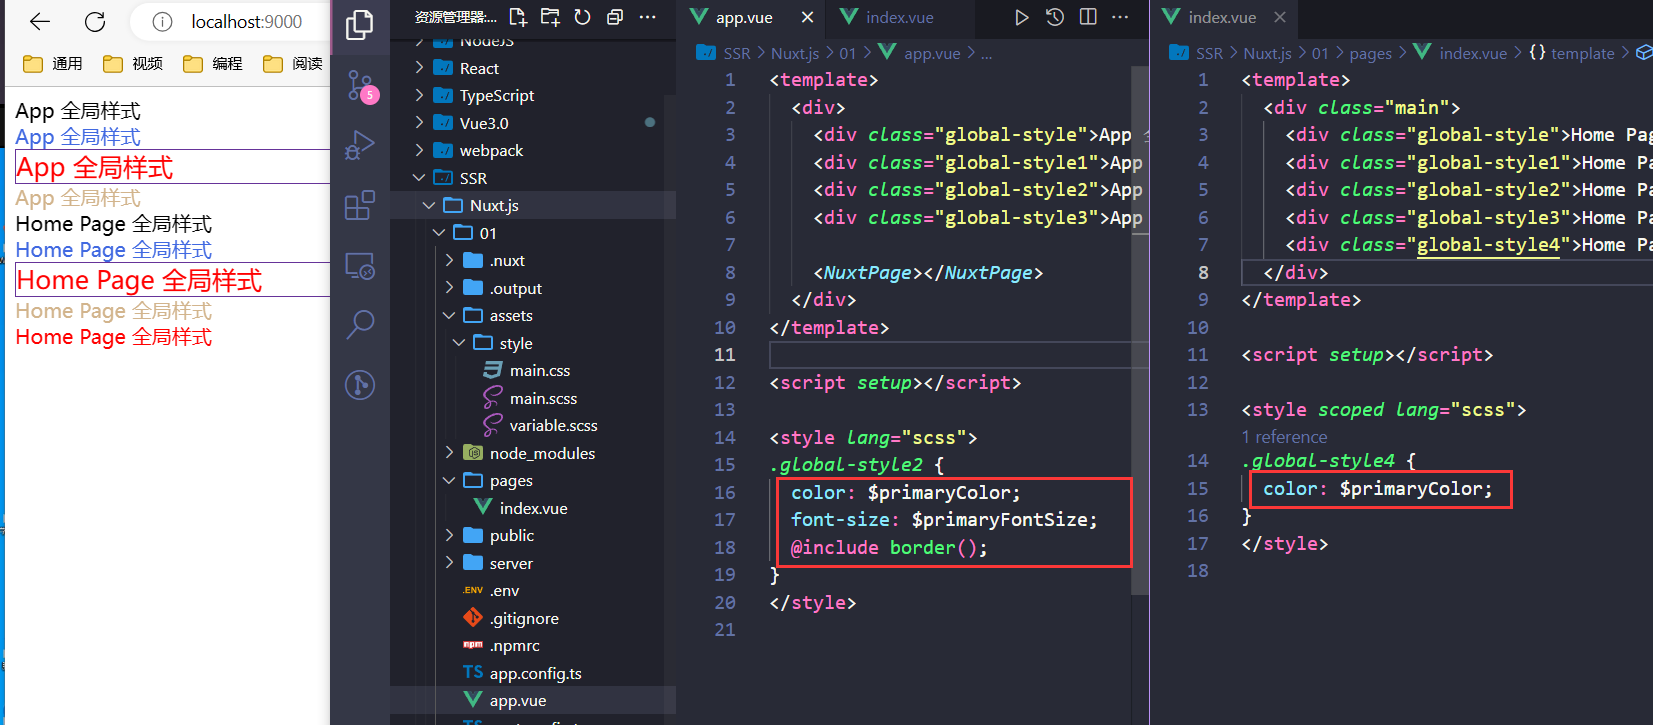 localhost:9000
通用 视频 编程 阅读
App 全局样式
App 全局样式
App 全局样式
App 全局样式
Home Page 全局样式
Home Page 全局样式
Home Page 全局样式
Home Page 全局样式
Home Page 全局样式
5
资源管理器:...
NodeJS
React
TypeScript
Vue3.0
webpack
SSR
Nuxt.js
01
.nuxt
.output
assets
style
main.css
main.scss
variable.scss
node_modules
pages
index.vue
public
server
.ENV .env
.gitignore
npm .npmrc
TS app.config.ts
app.vue
app.vue index.vue
SSR > Nuxt.js > 01 > app.vue > ...
1 <template>
2 <div>
3 <div class="global-style">App
4 <div class="global-style1">App
5 <div class="global-style2">App
6 <div class="global-style3">App
7
8 <NuxtPage></NuxtPage>
9 </div>
10 </template>
11
12 <script setup></script>
13
14 <style lang="scss">
15 .global-style2 {
16 color: $primaryColor;
17 font-size: $primaryFontSize;
18 @include border();
19 }
20 </style>
21
index.vue
SSR > Nuxt.js > 01 > pages > index.vue > {} template >
1 <template>
2 <div class="main">
3 <div class="global-style">Home Pag
4 <div class="global-style1">Home Pa
5 <div class="global-style2">Home Pa
6 <div class="global-style3">Home Pa
7 <div class="global-style4">Home Pa
8 </div>
9 </template>
10
11 <script setup></script>
12
13 <style scoped lang="scss">
1 reference
14 .global-style4 {
15 color: $primaryColor;
16 }
17 </style>
18